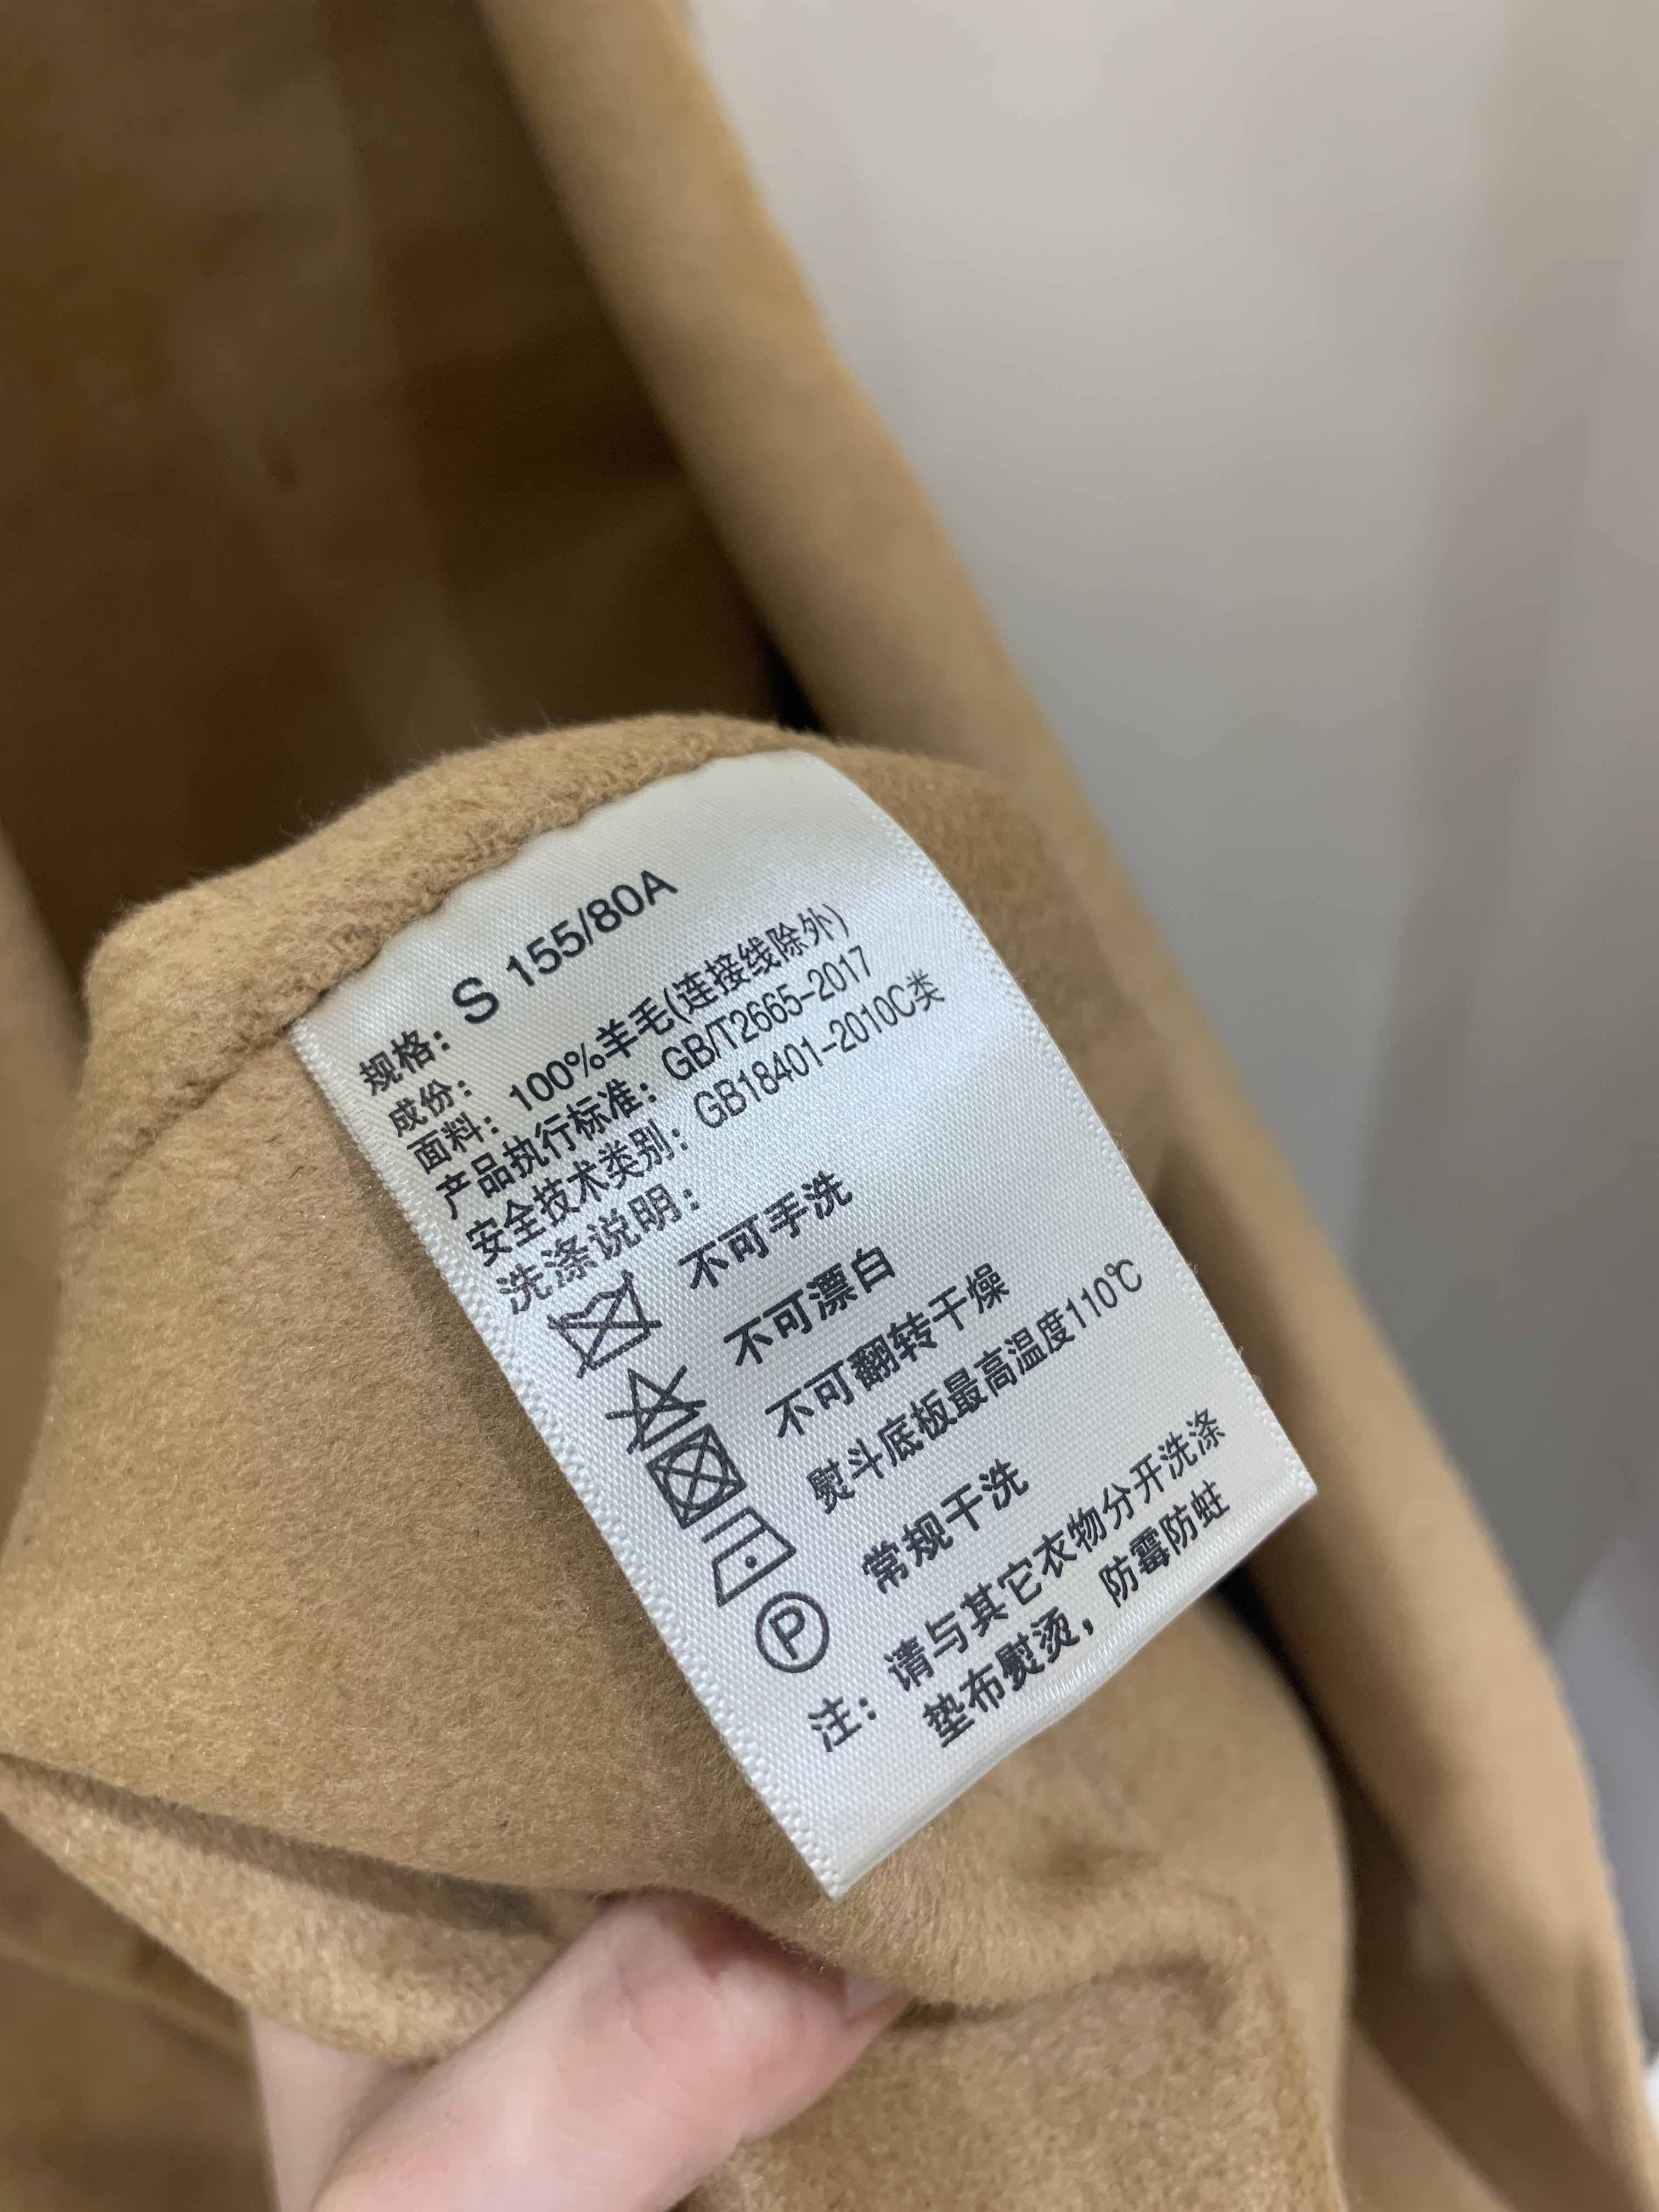 规格： S 155/80A
成份：
面料： 100%羊毛(连接线除外)
产品执行标准： GB/T2665-2017
安全技术类别： GB18401-2010C类
洗涤说明：
不可手洗
不可漂白
不可翻转干燥
熨斗底板最高温度110℃
P 常规干洗
注： 请与其它衣物分开洗涤
垫布熨烫，防霉防蛀